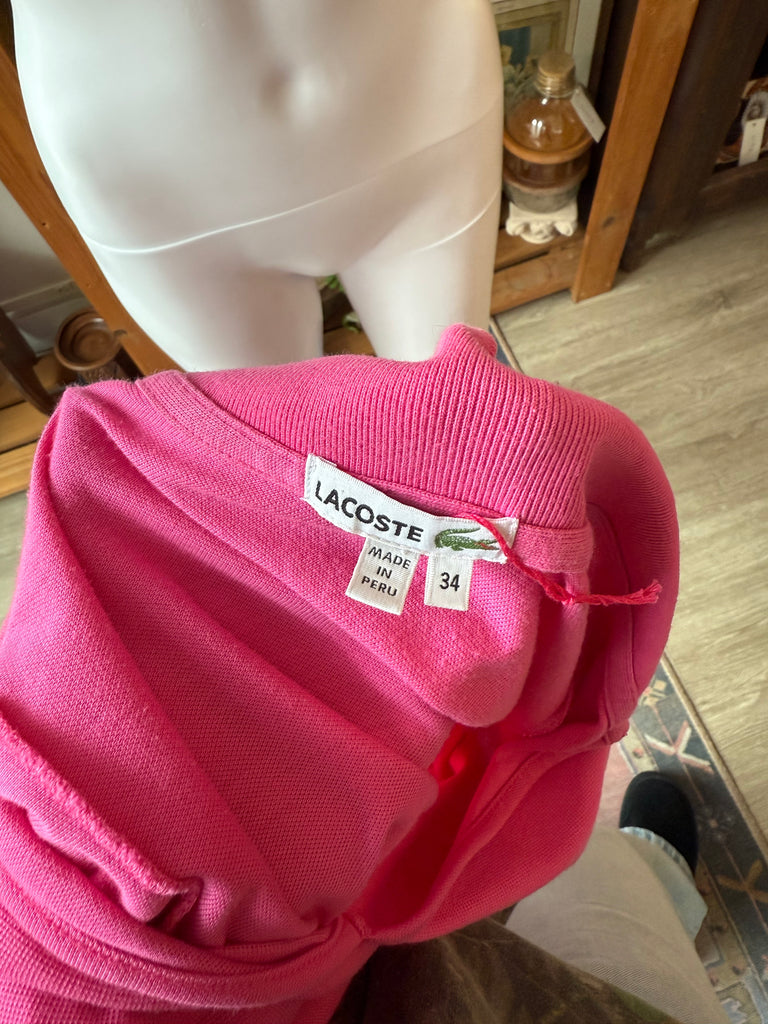 LACOSTE
MADE
IN
PERU
34